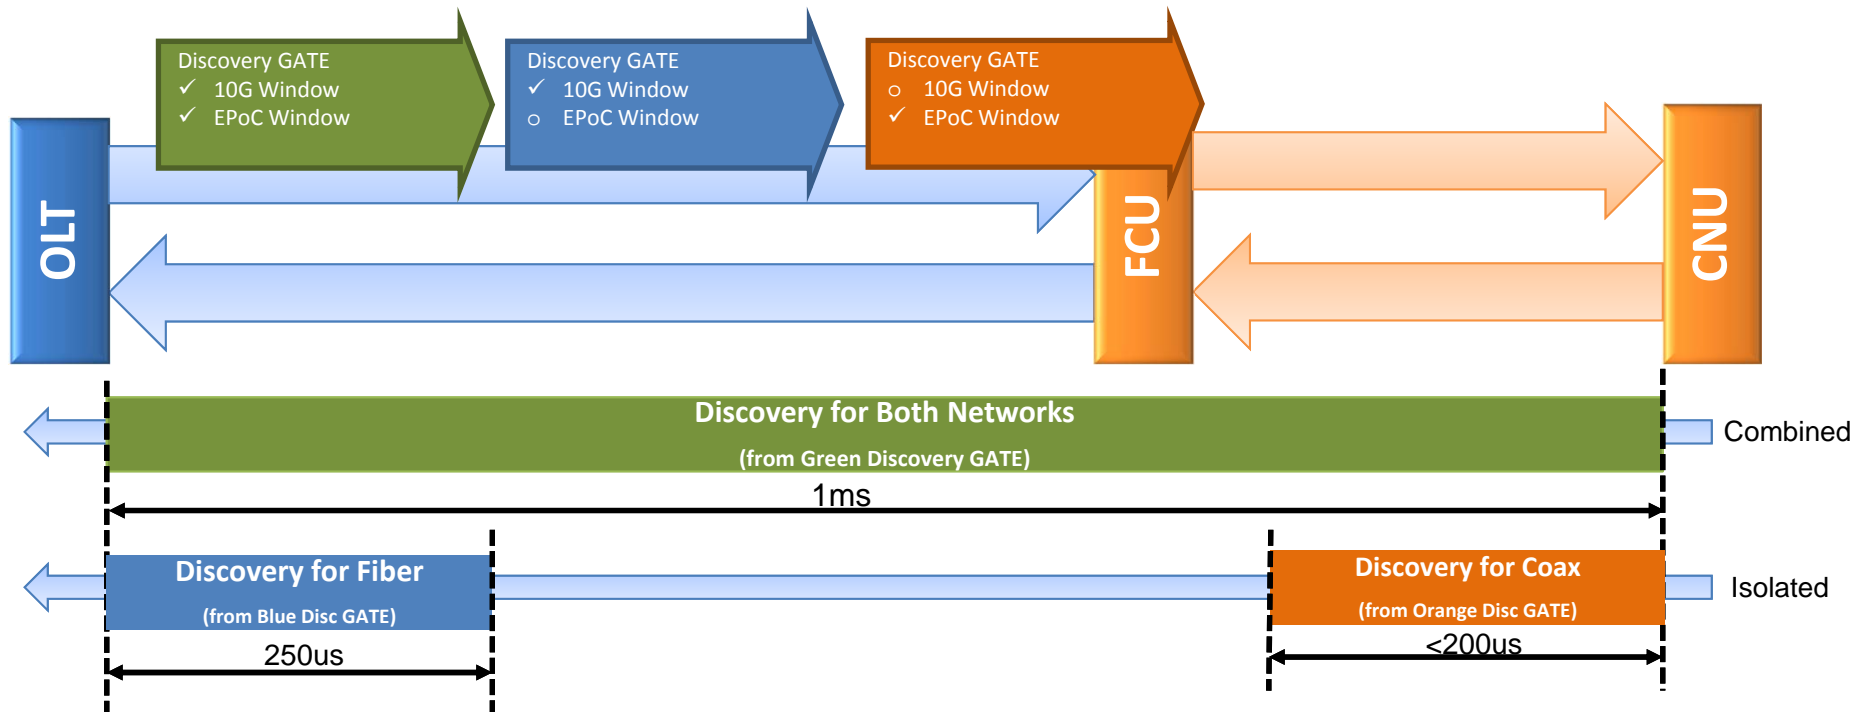 Discovery GATE
✓ 10G Window
✓ EPoC Window
Discovery GATE
✓ 10G Window
o EPoC Window
Discovery GATE
o 10G Window
✓ EPoC Window
OLT
FCU
CNU
Discovery for Both Networks
(from Green Discovery GATE)
Combined
1ms
Discovery for Fiber
(from Blue Disc GATE)
Discovery for Coax
(from Orange Disc GATE)
Isolated
250us
<200us